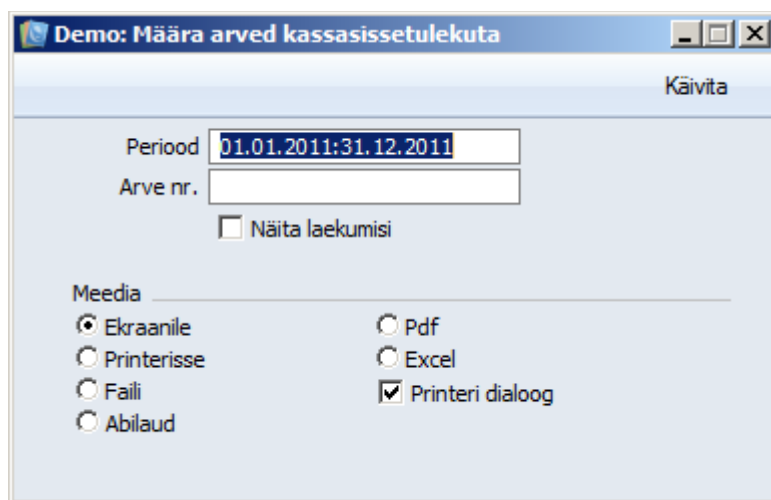 Demo: Määra arved kassasissetulekuta
Käivita
Periood 01.01.2011:31.12.2011
Arve nr.
Näita laekumisi
Meedia
Ekraanile Pdf
Printerisse Excel
Faili Printeri dialoog
Abilaud